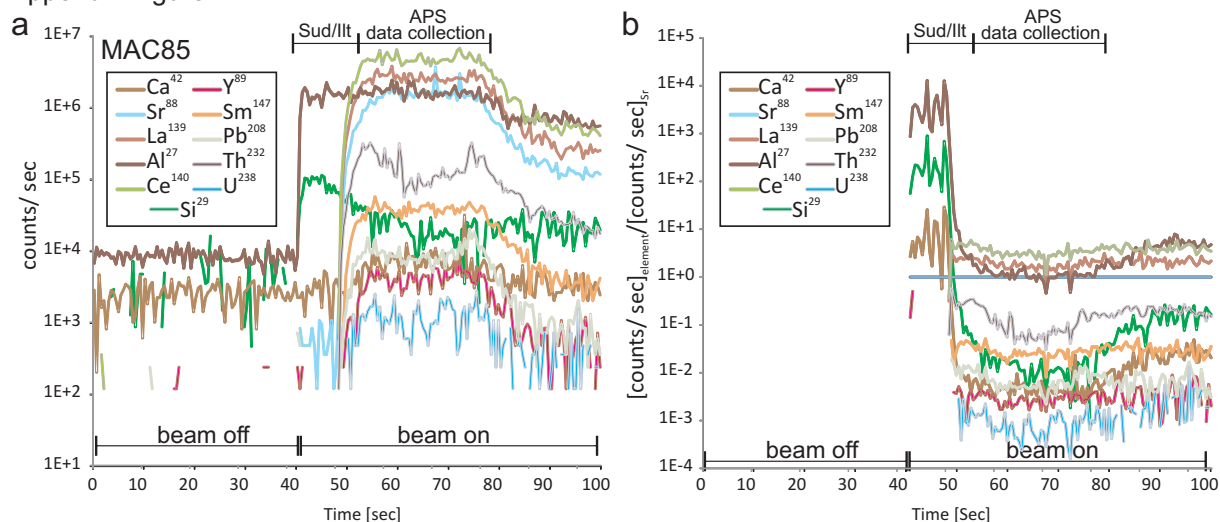 a
MAC85
Sud/Ilt
APS
data collection
1E+7
1E+6
1E+5
1E+4
1E+3
1E+2
1E+1
counts/ sec
Ca42 Y89
Sr88 Sm147
La139 Pb208
Al27 Th232
Ce140 U238
Si29
beam off
beam on
0 10 20 30 40 50 60 70 80 90 100
Time [sec]
b
Sud/Ilt
APS
data collection
1E+5
1E+4
1E+3
1E+2
1E+1
1E+0
1E-1
1E-2
1E-3
1E-4
[counts/ sec]element/[counts/ sec]Sr
Ca42 Y89
Sr88 Sm147
La139 Pb208
Al27 Th232
Ce140 U238
Si29
beam off
beam on
0 10 20 30 40 50 60 70 80 90 100
Time [Sec]